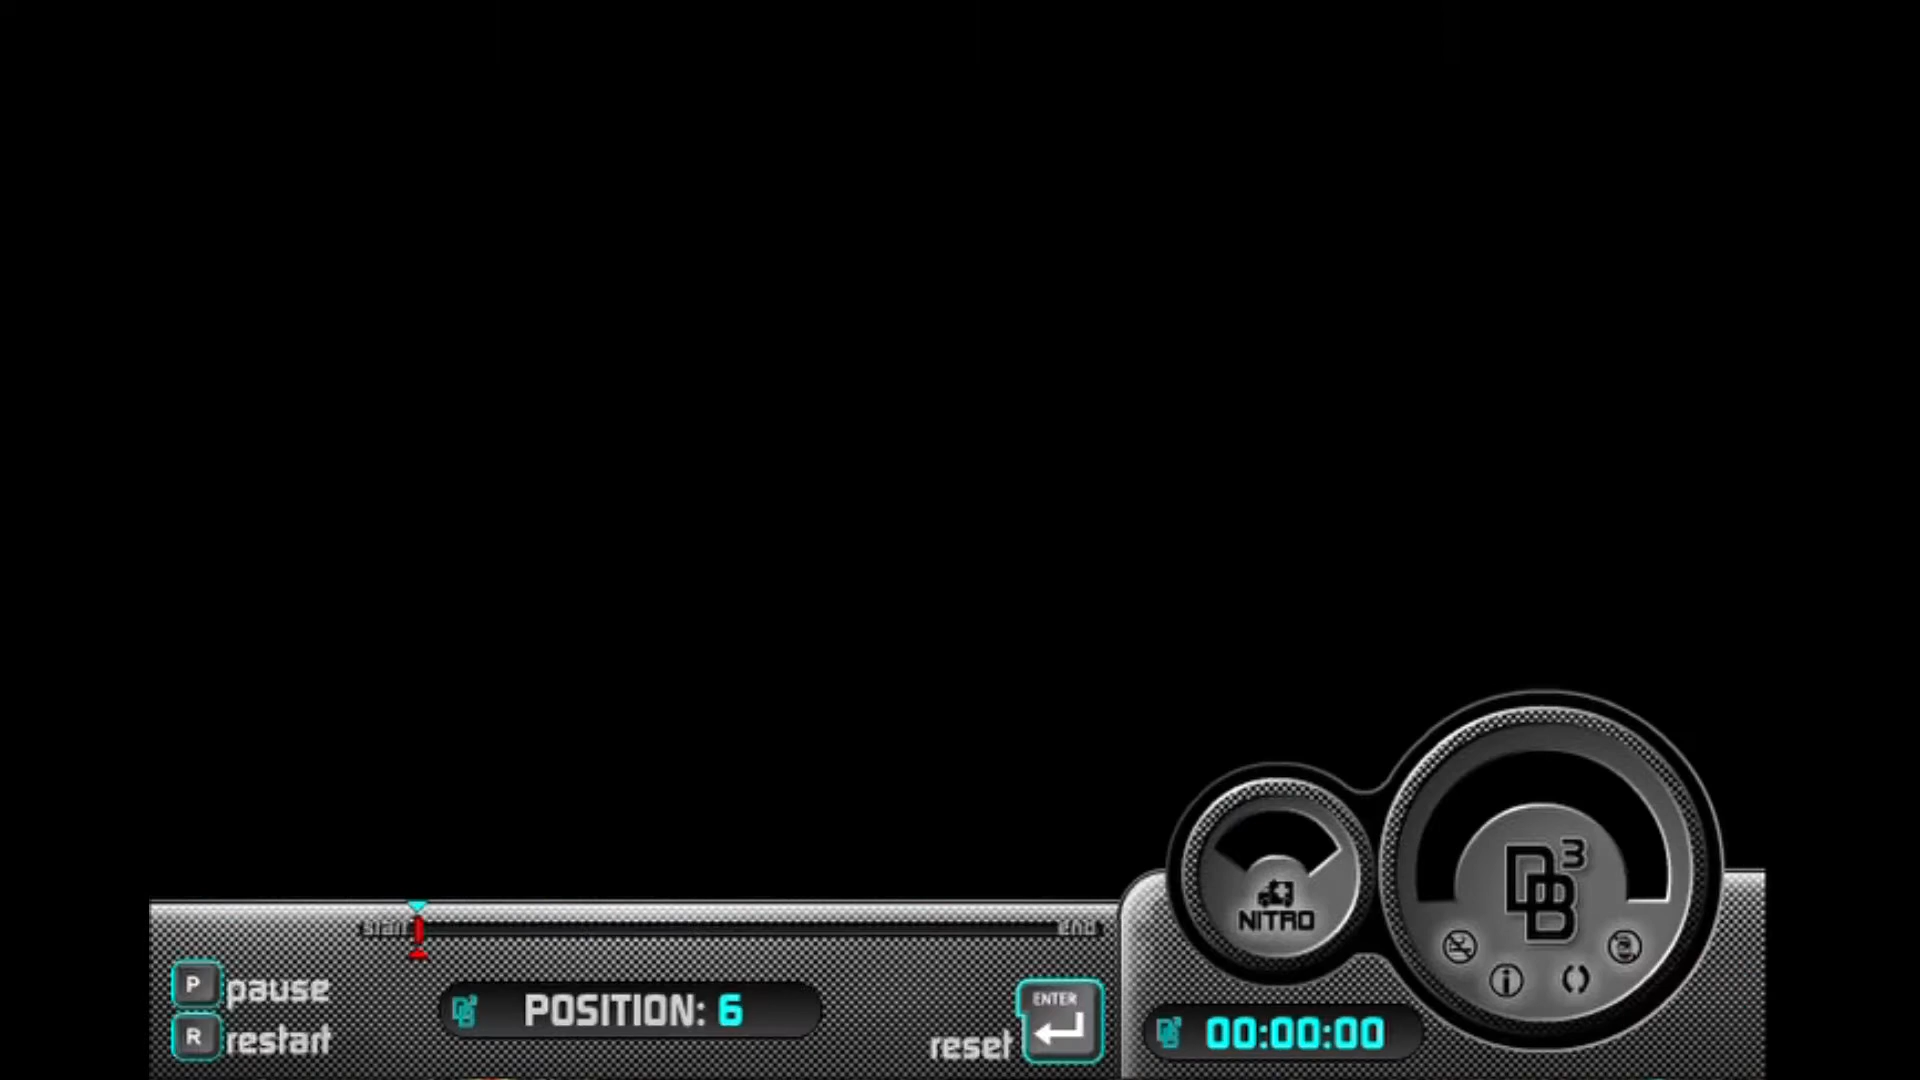 start end
P pause
R restart
POSITION: 6
reset ENTER
00:00:00
NITRO
DB3